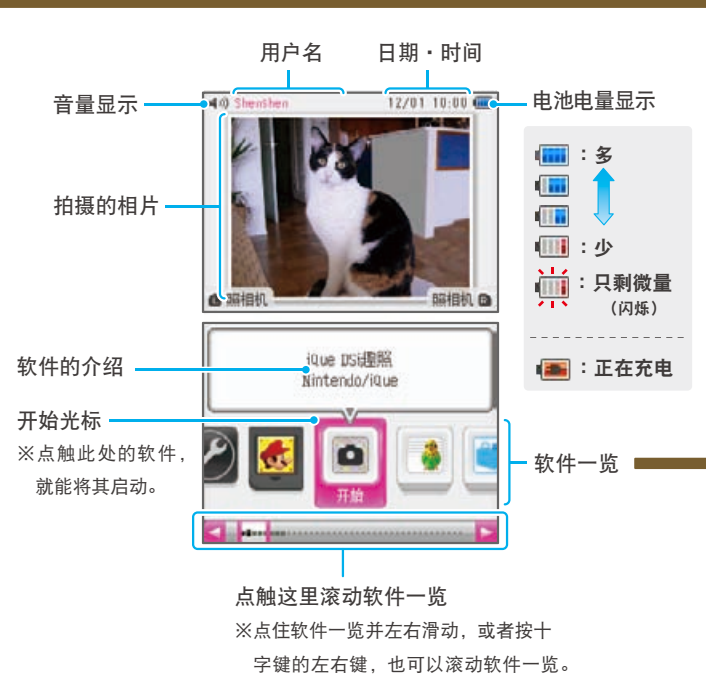 用户名
日期・时间
音量显示
Shenshen
12/01 10:00
电池电量显示
：多
：少
：只剩微量
（闪烁）
：正在充电
拍摄的相片
L 照相机
照相机 R
软件的介绍
iQue DSi理照
Nintendo/iQue
开始光标
※点触此处的软件，
就能将其启动。
开始
软件一览
点触这里滚动软件一览
※点住软件一览并左右滑动，或者按十
字键的左右键，也可以滚动软件一览。